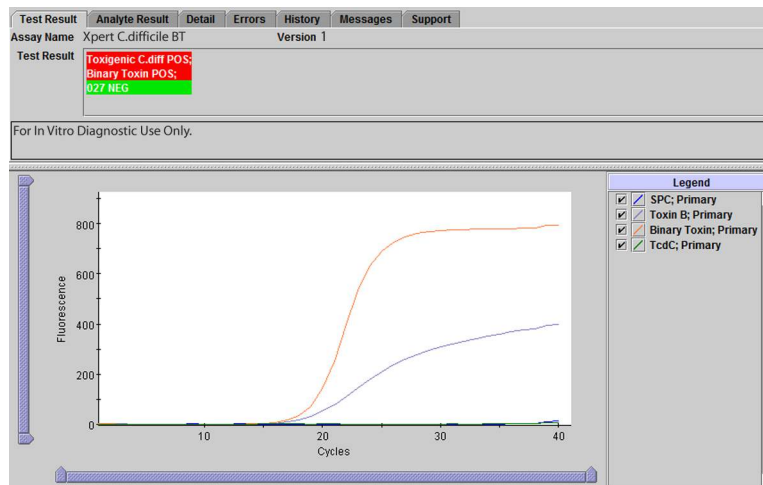 Test Result Analyte Result Detail Errors History Messages Support
Assay Name Xpert C.difficile BT Version 1
Test Result
Toxigenic C.diff POS;
Binary Toxin POS;
027 NEG
For In Vitro Diagnostic Use Only.
Legend
SPC; Primary
Toxin B; Primary
Binary Toxin; Primary
TcdC; Primary
Fluorescence
800
600
400
200
0
10 20 30 40
Cycles